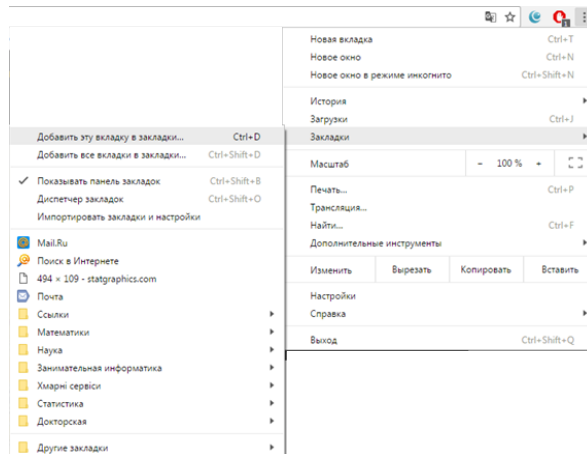 1
Новая вкладка Ctrl+T
Новое окно Ctrl+N
Новое окно в режиме инкогнито Ctrl+Shift+N
История
Загрузки Ctrl+J
Закладки
Масштаб - 100 % +
Печать... Ctrl+P
Трансляция...
Найти... Ctrl+F
Дополнительные инструменты
Изменить Вырезать Копировать Вставить
Настройки
Справка
Выход Ctrl+Shift+Q
Добавить эту вкладку в закладки... Ctrl+D
Добавить все вкладки в закладки... Ctrl+Shift+D
Показывать панель закладок Ctrl+Shift+B
Диспетчер закладок Ctrl+Shift+O
Импортировать закладки и настройки
Mail.Ru
Поиск в Интернете
494 × 109 - statgraphics.com
Почта
Ссылки
Математики
Наука
Занимательная информатика
Хмарні сервіси
Статистика
Докторская
Другие закладки